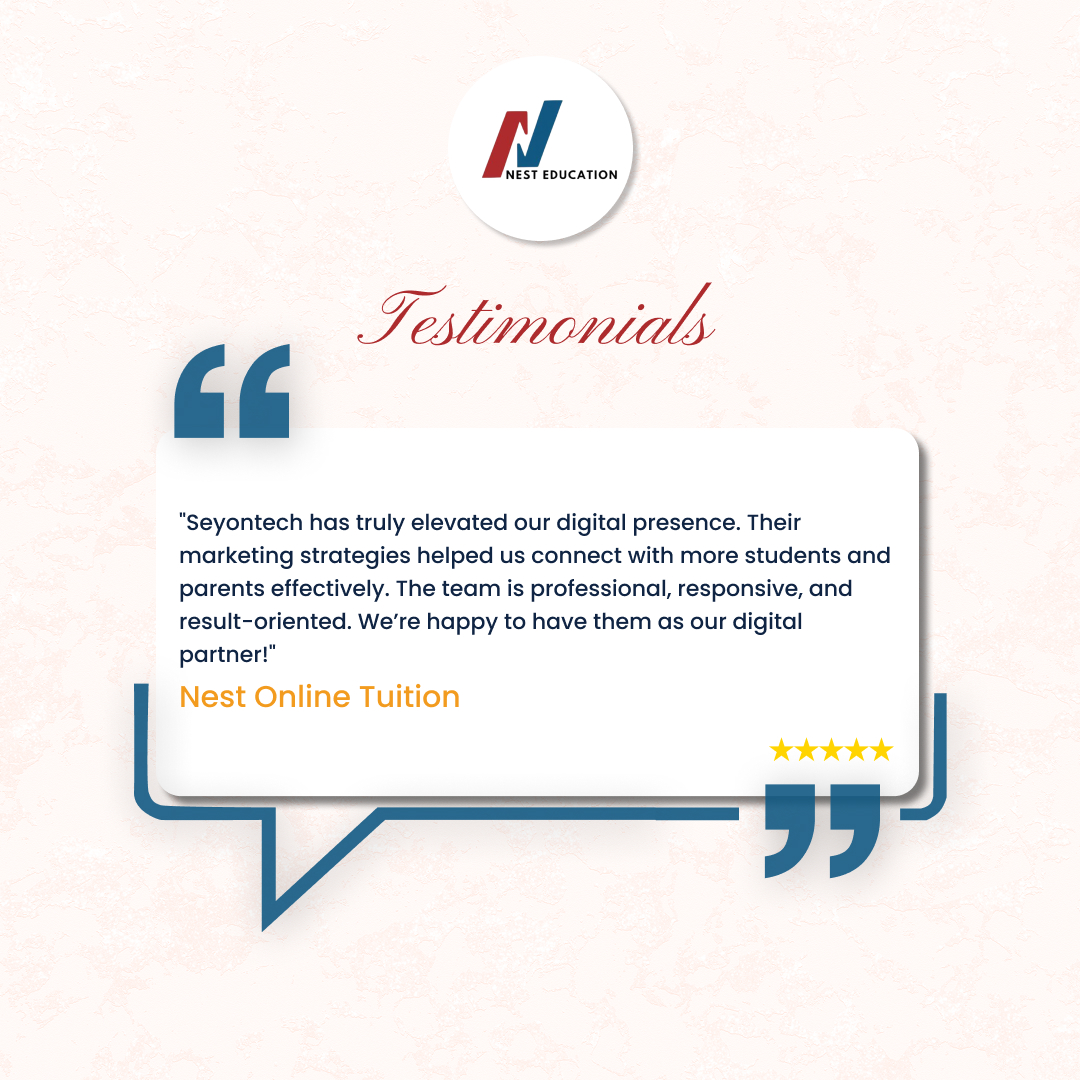 NEST EDUCATION
Testimonials
"Seyontech has truly elevated our digital presence. Their
marketing strategies helped us connect with more students and
parents effectively. The team is professional, responsive, and
result-oriented. We’re happy to have them as our digital
partner!"
Nest Online Tuition